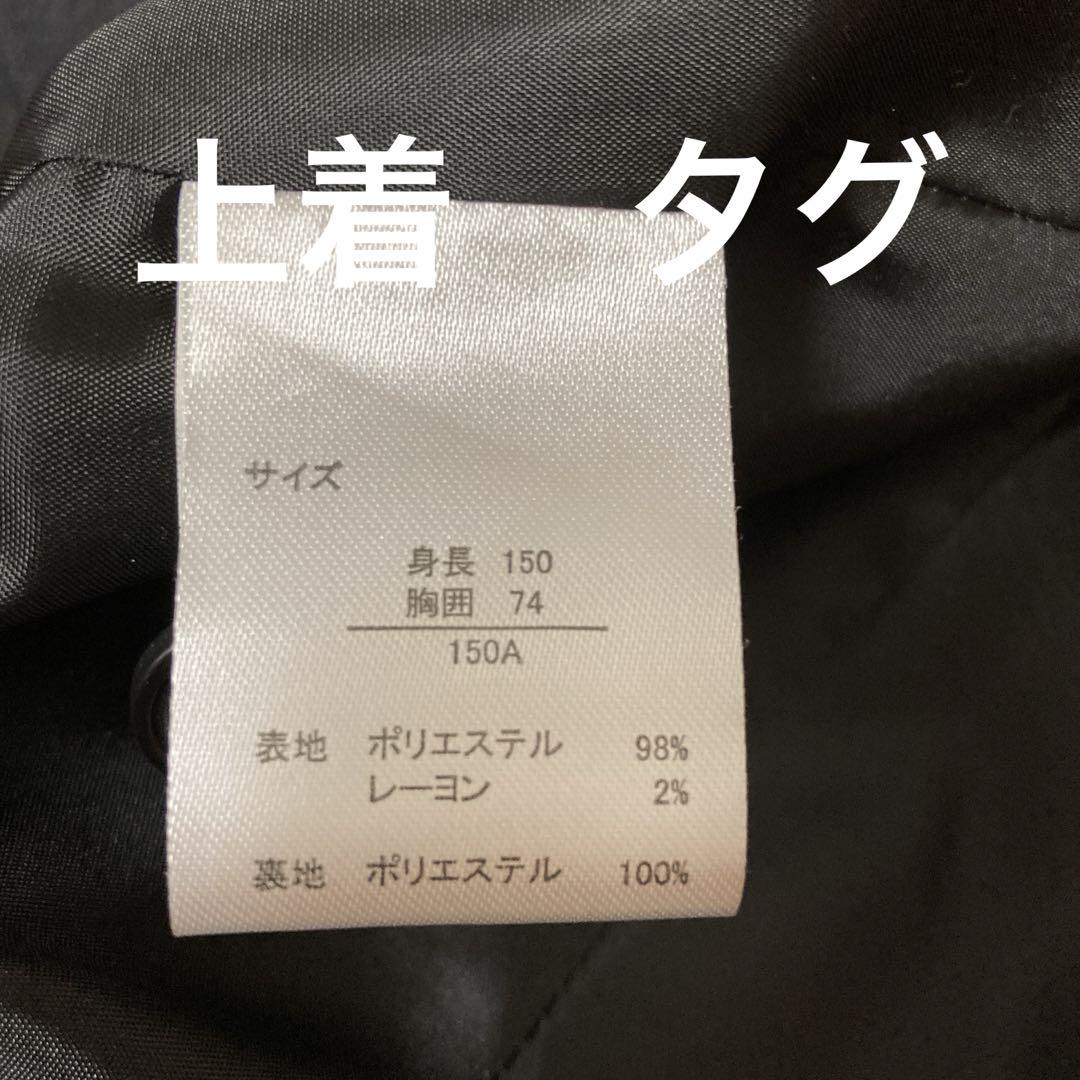 上着 タグ
サイズ
身長 150
胸囲 74
150A
表地 ポリエステル 98%
レーヨン 2%
裏地 ポリエステル 100%